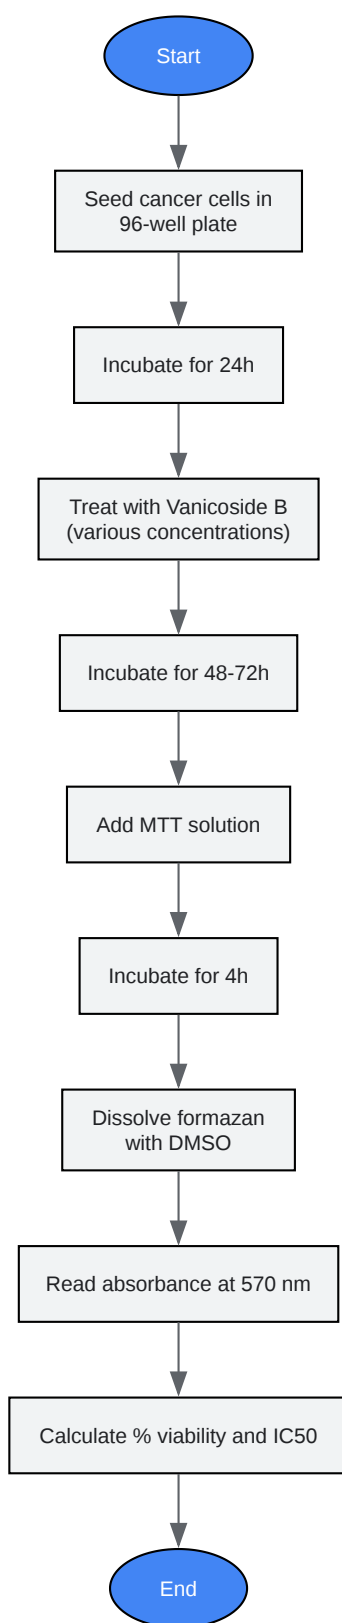 Start
Seed cancer cells in
96-well plate
Incubate for 24h
Treat with Vanicoside B
(various concentrations)
Incubate for 48-72h
Add MTT solution
Incubate for 4h
Dissolve formazan
with DMSO
Read absorbance at 570 nm
Calculate % viability and IC50
End